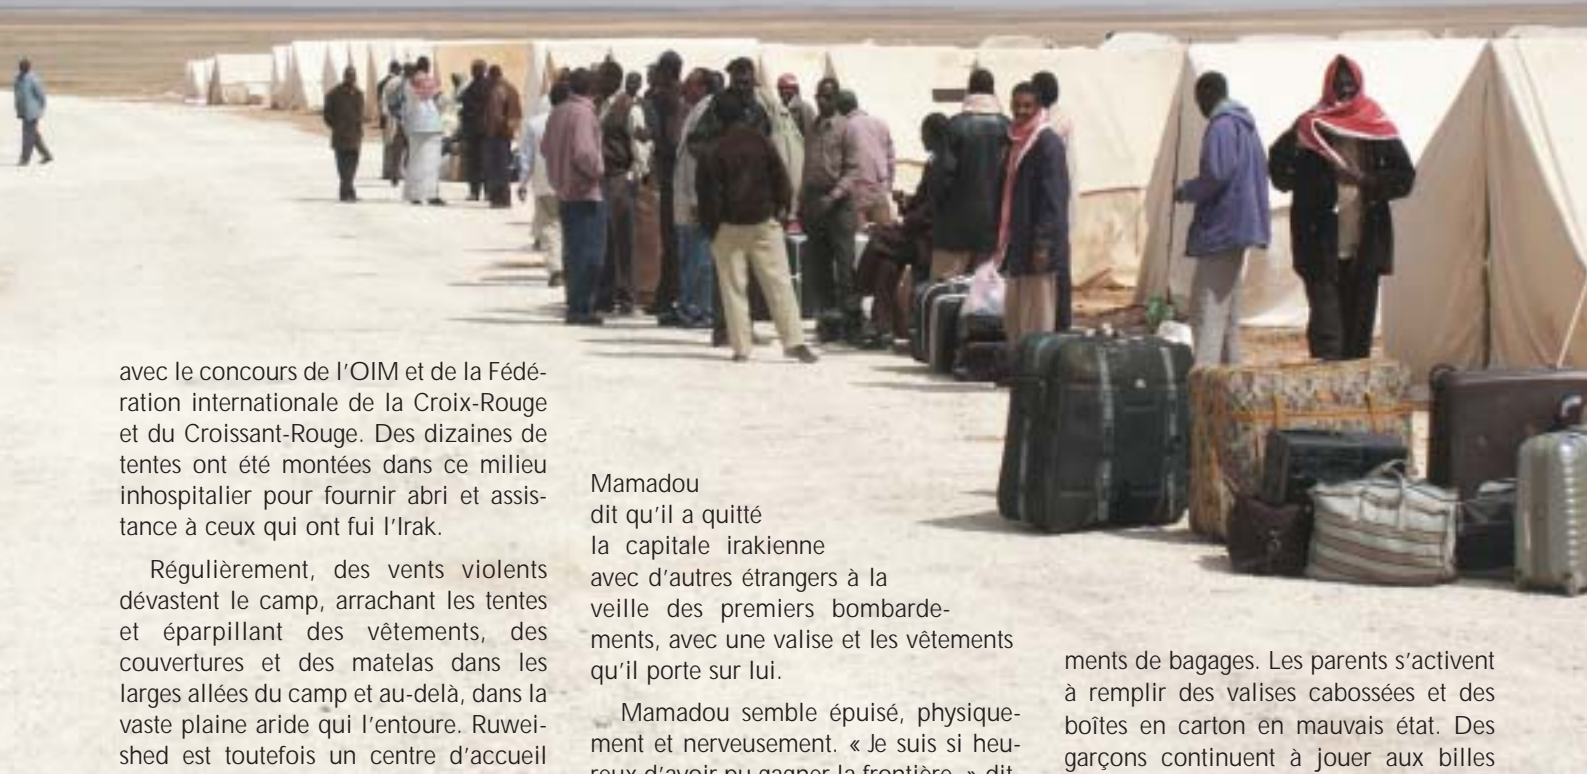 avec le concours de l'OIM et de la Fédé-
ration internationale de la Croix-Rouge
et du Croissant-Rouge. Des dizaines de
tentes ont été montées dans ce milieu
inhospitalier pour fournir abri et assis-
tance à ceux qui ont fui l'Irak.
Régulièrement, des vents violents
dévastent le camp, arrachant les tentes
et éparpillant des vêtements, des
couvertures et des matelas dans les
larges allées du camp et au-delà, dans la
vaste plaine aride qui l'entoure. Ruwei-
shed est toutefois un centre d'accueil
Mamadou
dit qu'il a quitté
la capitale irakienne
avec d'autres étrangers à la
veille des premiers bombarde-
ments, avec une valise et les vêtements
qu'il porte sur lui.
Mamadou semble épuisé, physique-
ment et nerveusement. « Je suis si heu-
reux d'avoir pu gagner la frontière, » dit
ments de bagages. Les parents s'activent
à remplir des valises cabossées et des
boîtes en carton en mauvais état. Des
garçons continuent à jouer aux billes